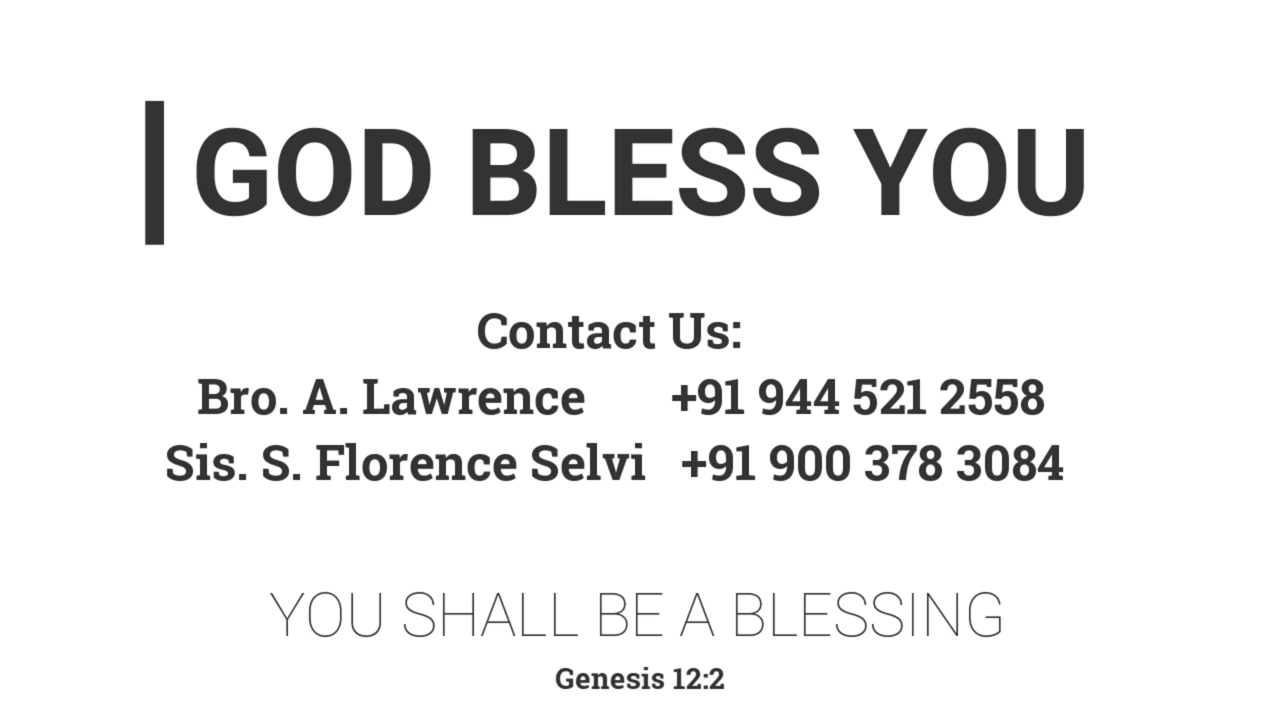 GOD BLESS YOU
Contact Us:
Bro. A. Lawrence +91 944 521 2558
Sis. S. Florence Selvi +91 900 378 3084
YOU SHALL BE A BLESSING
Genesis 12:2